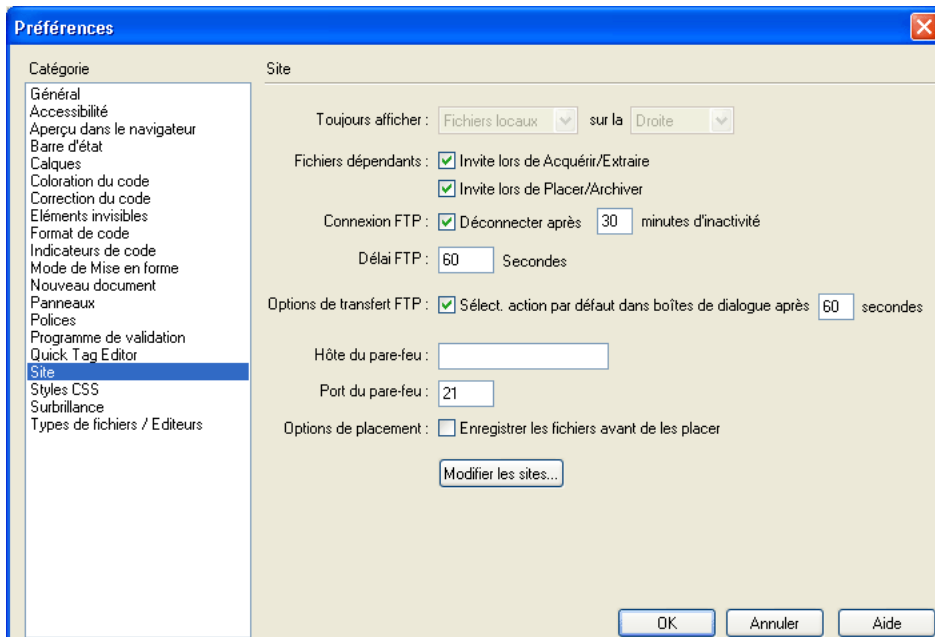 Préférences
Catégorie
Général
Accessibilité
Aperçu dans le navigateur
Barre d'état
Calques
Coloration du code
Correction du code
Eléments invisibles
Format de code
Indicateurs de code
Mode de Mise en forme
Nouveau document
Panneaux
Polices
Programme de validation
Quick Tag Editor
Site
Styles CSS
Surbrillance
Types de fichiers / Editeurs
Site
Toujours afficher : Fichiers locaux sur la Droite
Fichiers dépendants : Invite lors de Acquérir/Extraire
Invite lors de Placer/Archiver
Connexion FTP : Déconnecter après 30 minutes d'inactivité
Délai FTP : 60 Secondes
Options de transfert FTP : Sélect. action par défaut dans boîtes de dialogue après 60 secondes
Hôte du pare-feu :
Port du pare-feu : 21
Options de placement : Enregistrer les fichiers avant de les placer
Modifier les sites...
OK Annuler Aide